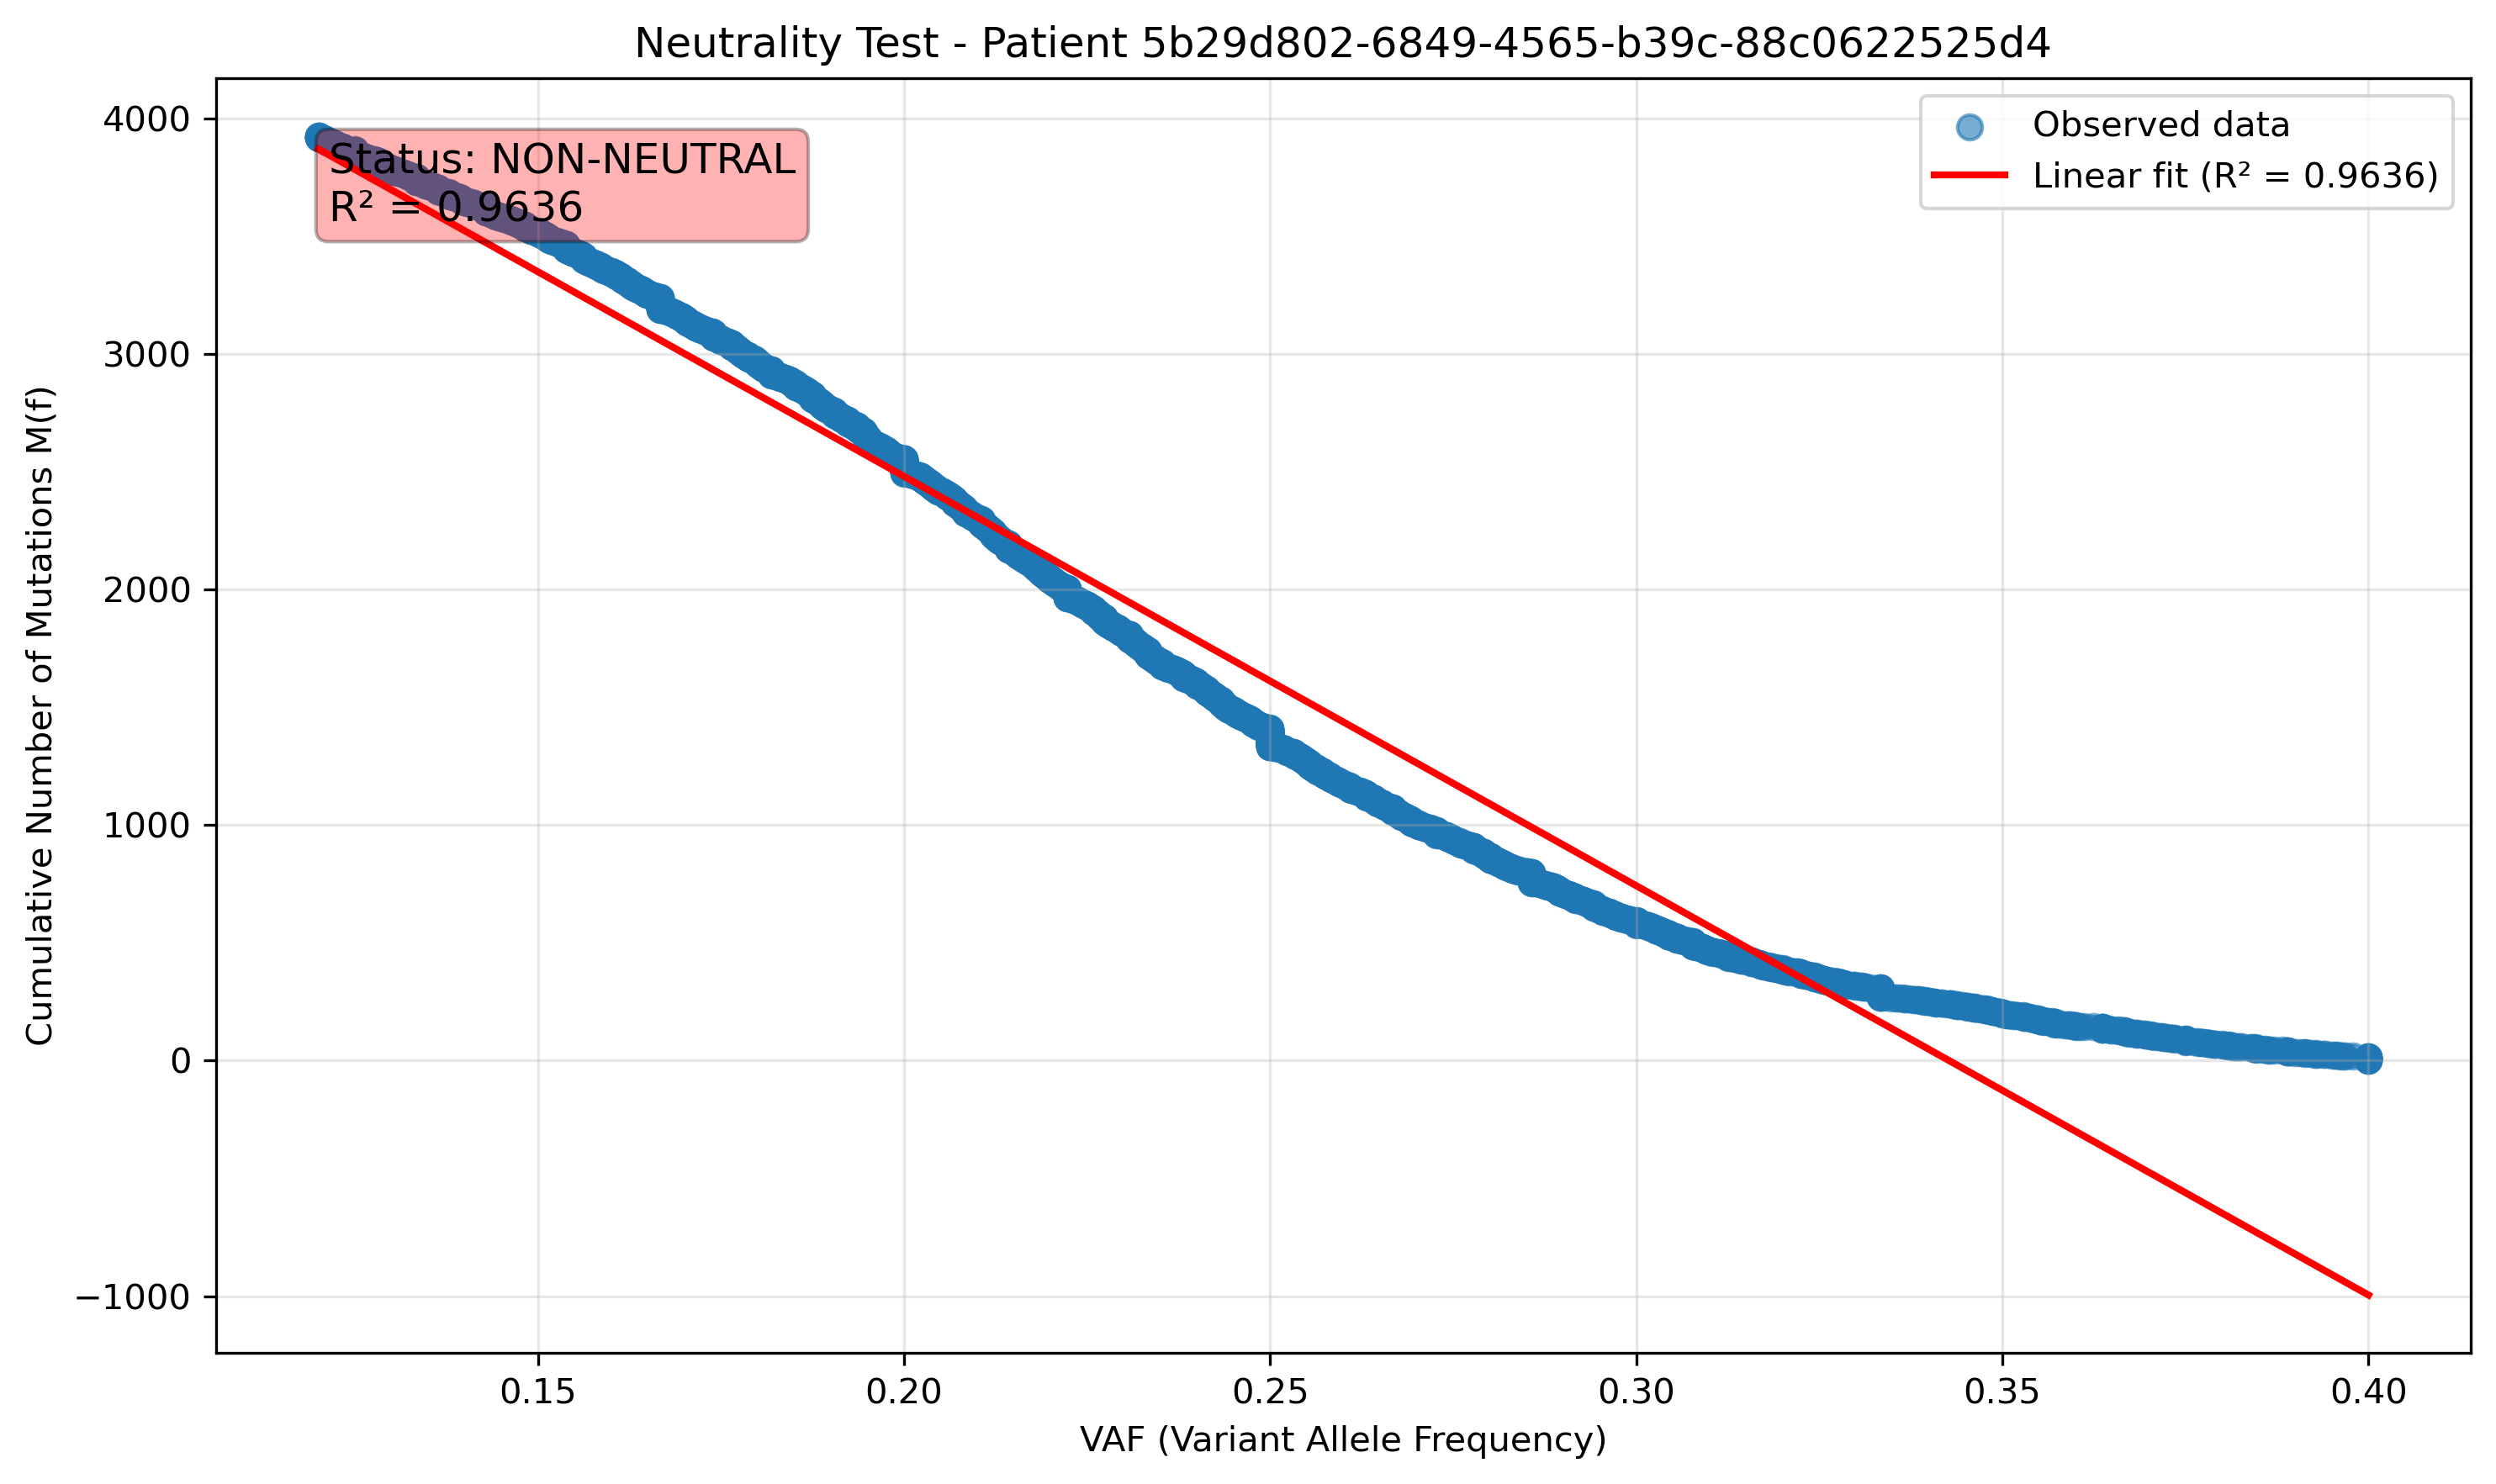 Neutrality Test - Patient 5b29d802-6849-4565-b39c-88c0622525d4
Observed data
Linear fit (R² = 0.9636)
Status: NON-NEUTRAL
R² = 0.9636
Cumulative Number of Mutations M(f)
4000
3000
2000
1000
0
−1000
0.15
0.20
0.25
0.30
0.35
0.40
VAF (Variant Allele Frequency)